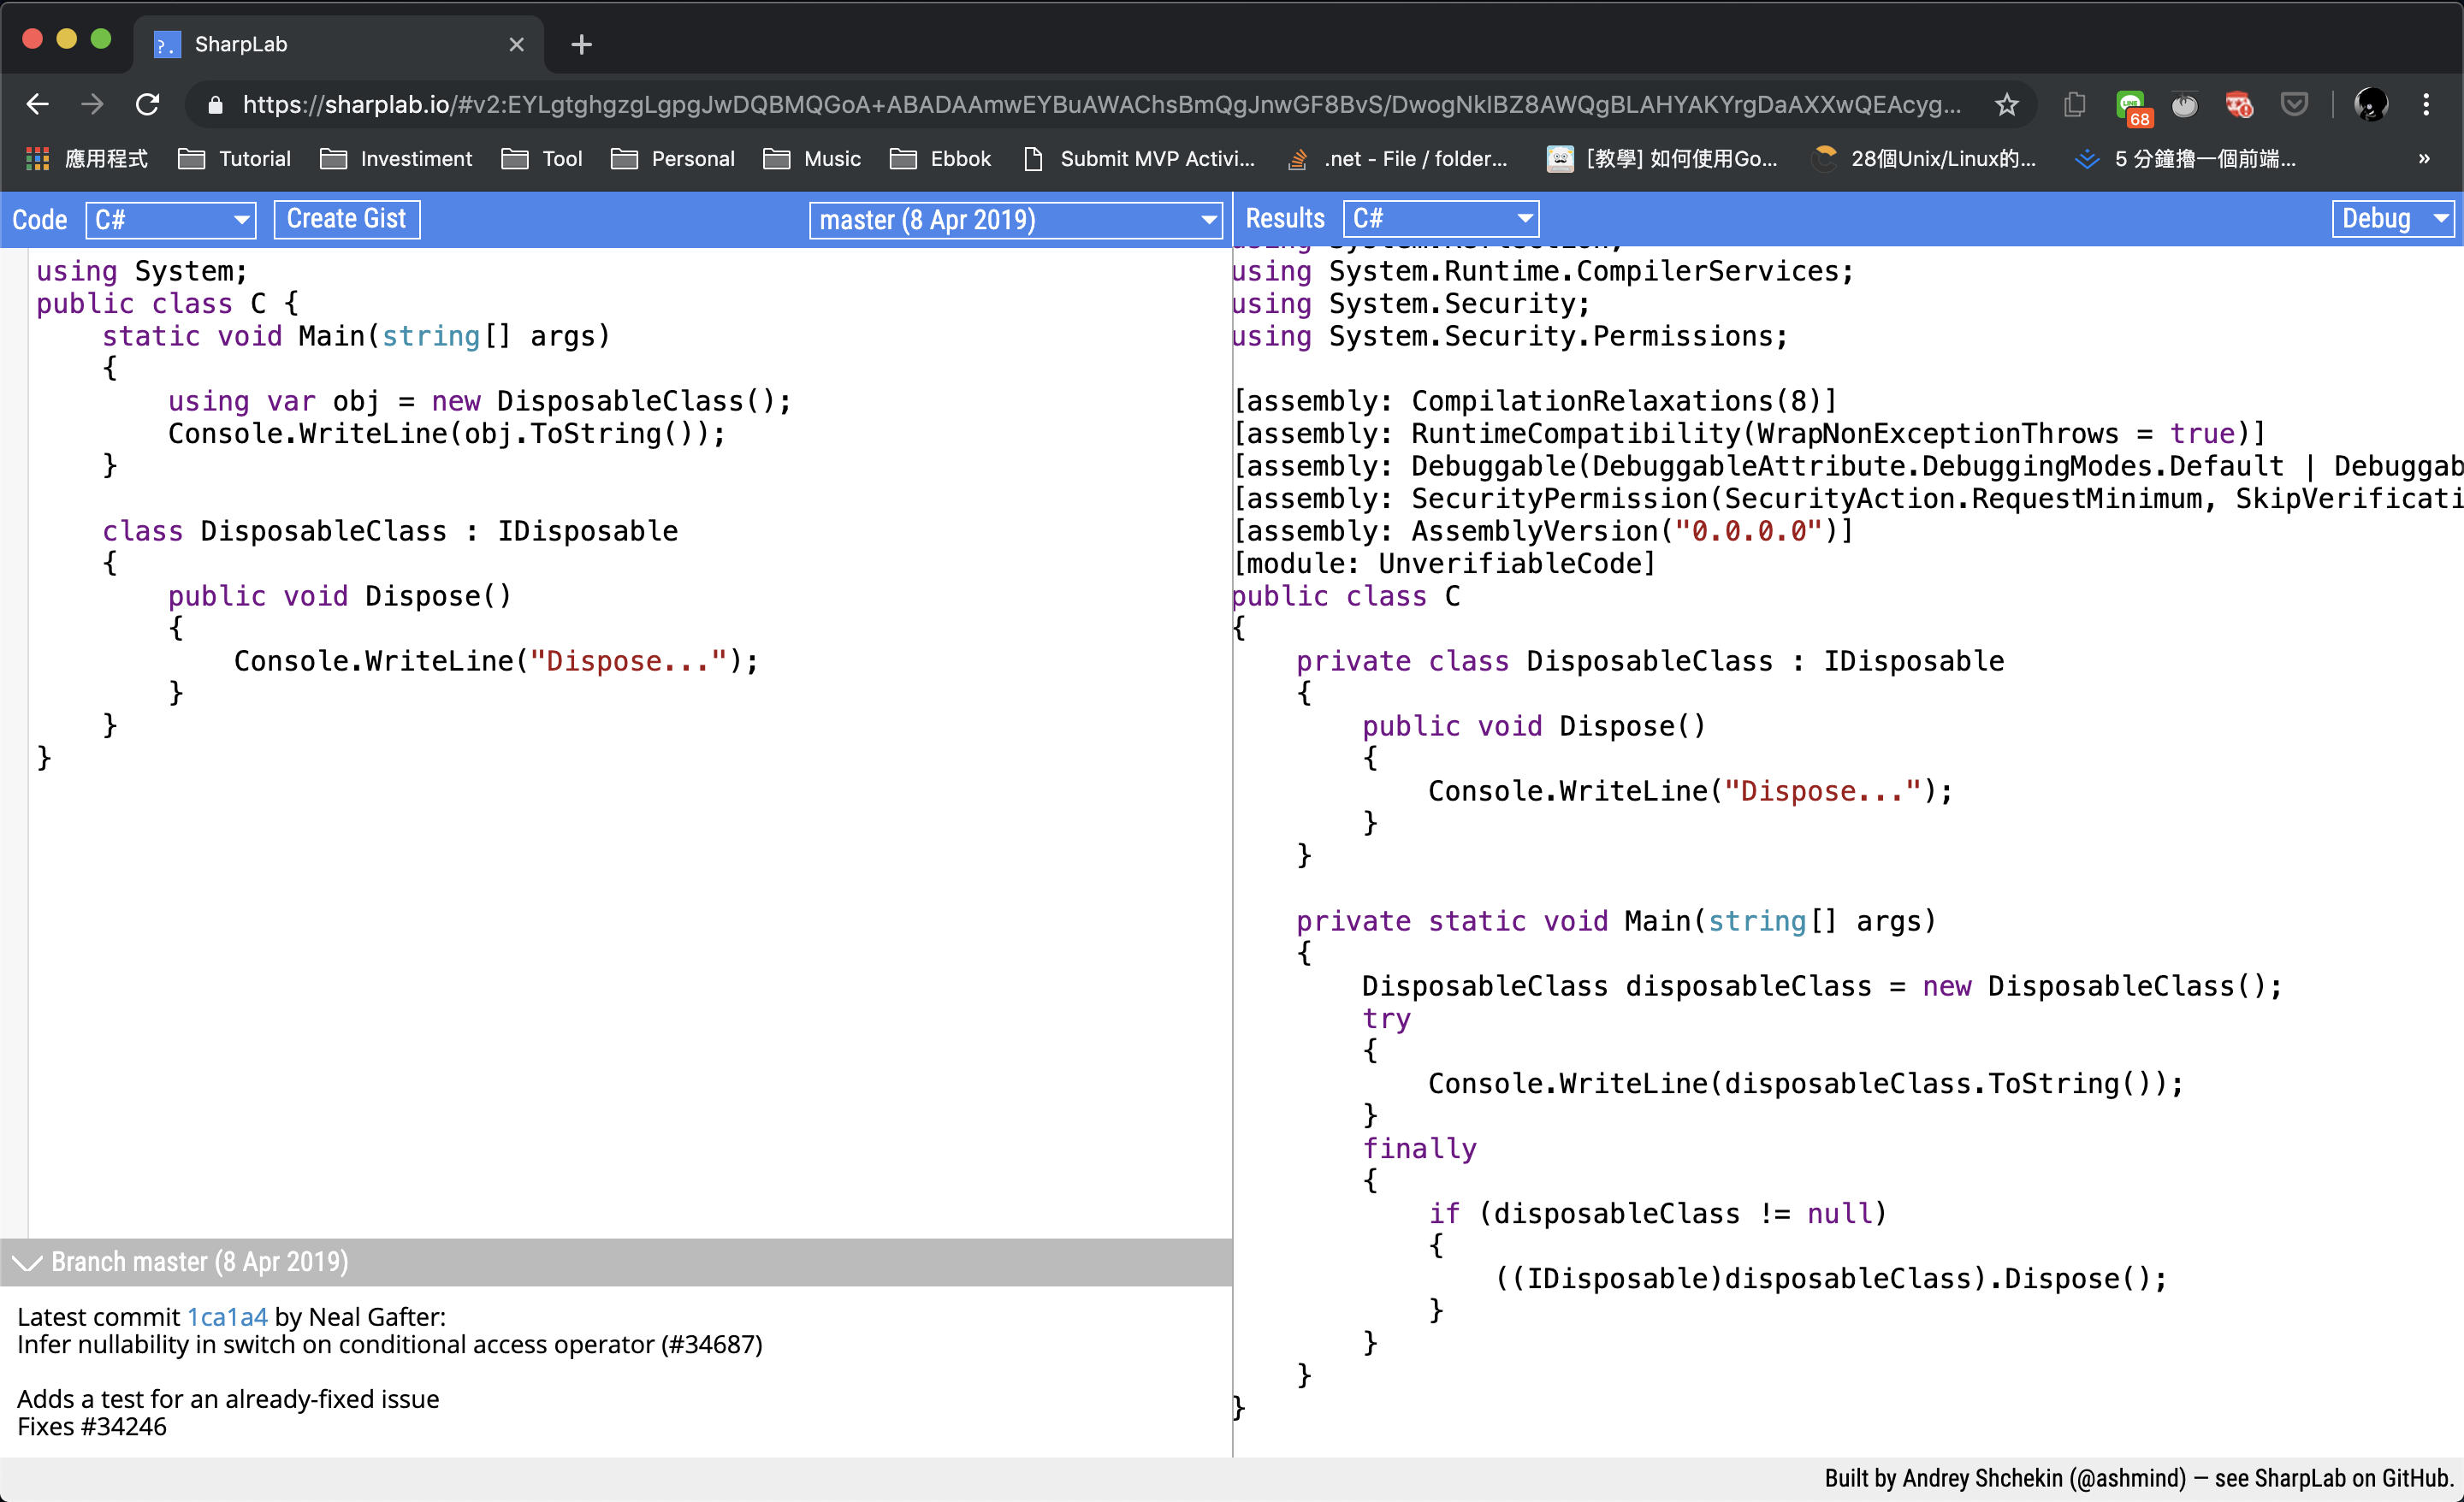 SharpLab
https://sharplab.io/#v2:EYLgtghgzgLgpgJwDQBMQGoA+ABADAAmwEYBuAWAChsBmQgJnwGF8BvS/DwogNkIBZ8AWQgBLAHYAKYrgDaAXXwQEAcyg...
68
應用程式 Tutorial Investiment Tool Personal Music Ebbok Submit MVP Activi... .net - File / folder... [教學] 如何使用Go... 28個Unix/Linux的... 5 分鐘擼一個前端... »
Code C# Create Gist master (8 Apr 2019)
using System;
public class C {
    static void Main(string[] args)
    {
        using var obj = new DisposableClass();
        Console.WriteLine(obj.ToString());
    }
    class DisposableClass : IDisposable
    {
        public void Dispose()
        {
            Console.WriteLine("Dispose...");
        }
    }
}
Branch master (8 Apr 2019)
Latest commit 1ca1a4 by Neal Gafter:
Infer nullability in switch on conditional access operator (#34687)
Adds a test for an already-fixed issue
Fixes #34246
Results C# Debug
using System.Reflection;
using System.Runtime.CompilerServices;
using System.Security;
using System.Security.Permissions;
[assembly: CompilationRelaxations(8)]
[assembly: RuntimeCompatibility(WrapNonExceptionThrows = true)]
[assembly: Debuggable(DebuggableAttribute.DebuggingModes.Default | Debuggab
[assembly: SecurityPermission(SecurityAction.RequestMinimum, SkipVerificati
[assembly: AssemblyVersion("0.0.0.0")]
[module: UnverifiableCode]
public class C
{
    private class DisposableClass : IDisposable
    {
        public void Dispose()
        {
            Console.WriteLine("Dispose...");
        }
    }
    private static void Main(string[] args)
    {
        DisposableClass disposableClass = new DisposableClass();
        try
        {
            Console.WriteLine(disposableClass.ToString());
        }
        finally
        {
            if (disposableClass != null)
            {
                ((IDisposable)disposableClass).Dispose();
            }
        }
    }
}
Built by Andrey Shchekin (@ashmind) — see SharpLab on GitHub.